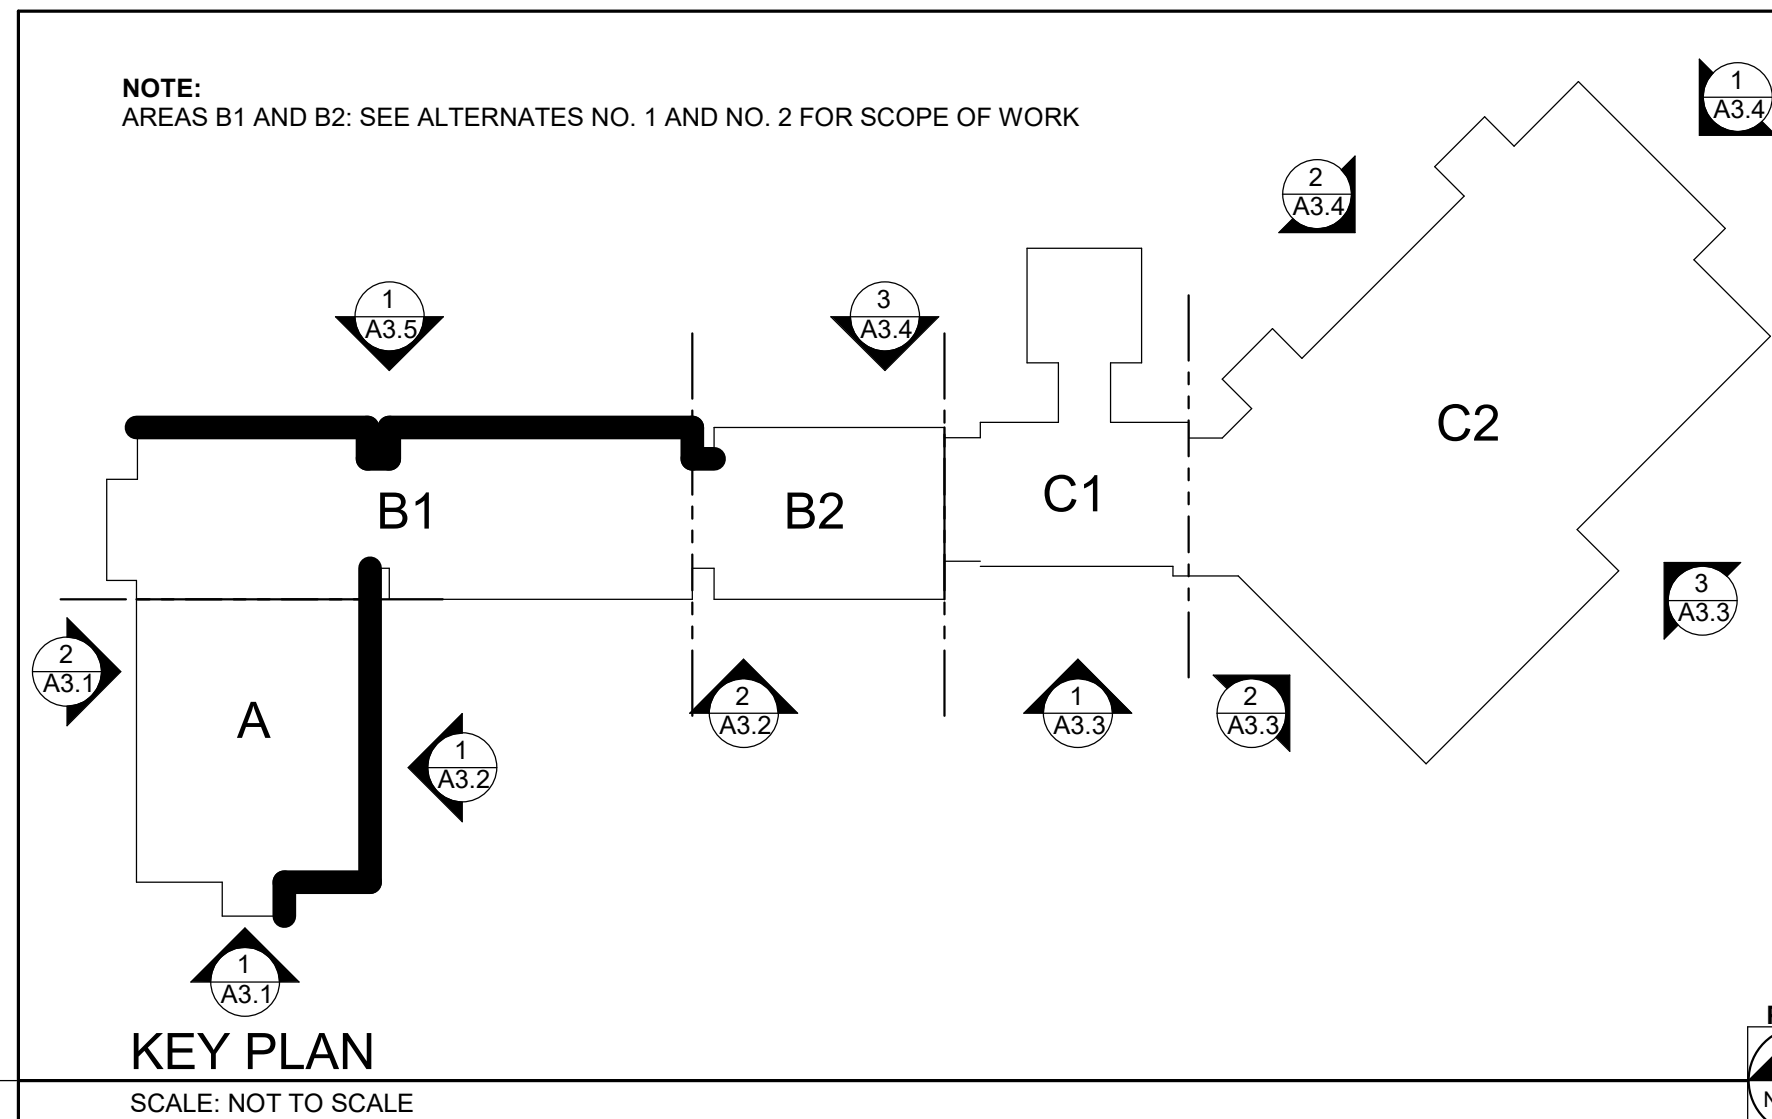 NOTE:
AREAS B1 AND B2: SEE ALTERNATES NO. 1 AND NO. 2 FOR SCOPE OF WORK
1
A3.4
2
A3.4
1
A3.5
3
A3.4
C2
B1
B2
C1
3
A3.3
2
A3.1
A
2
A3.2
1
A3.3
2
A3.3
1
A3.2
1
A3.1
KEY PLAN
SCALE: NOT TO SCALE